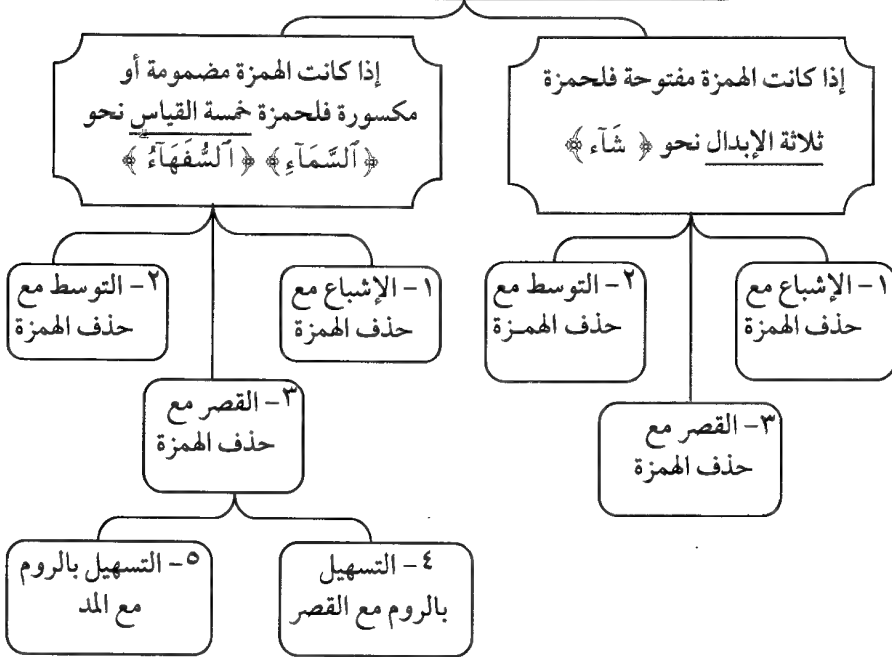 إذا كانت الهمزة مفتوحة فلحمزة
ثلاثة الإبدال نحو ﴿ شَآء ﴾
١- الإشباع مع
حذف الهمزة
٢- التوسط مع
حذف الهمـزة
٣- القصر مع
حذف الهمزة
إذا كانت الهمزة مضمومة أو
مكسورة فلحمزة خمسة القياس نحو
﴿ ٱلسَّمَآءِ ﴾ ﴿ ٱلسُّفَهَآءُ ﴾
١- الإشباع مع
حذف الهمزة
٢- التوسط مع
حذف الهمزة
٣- القصر مع
حذف الهمزة
٤- التسهيل
بالروم مع القصر
٥- التسهيل بالروم
مع المد